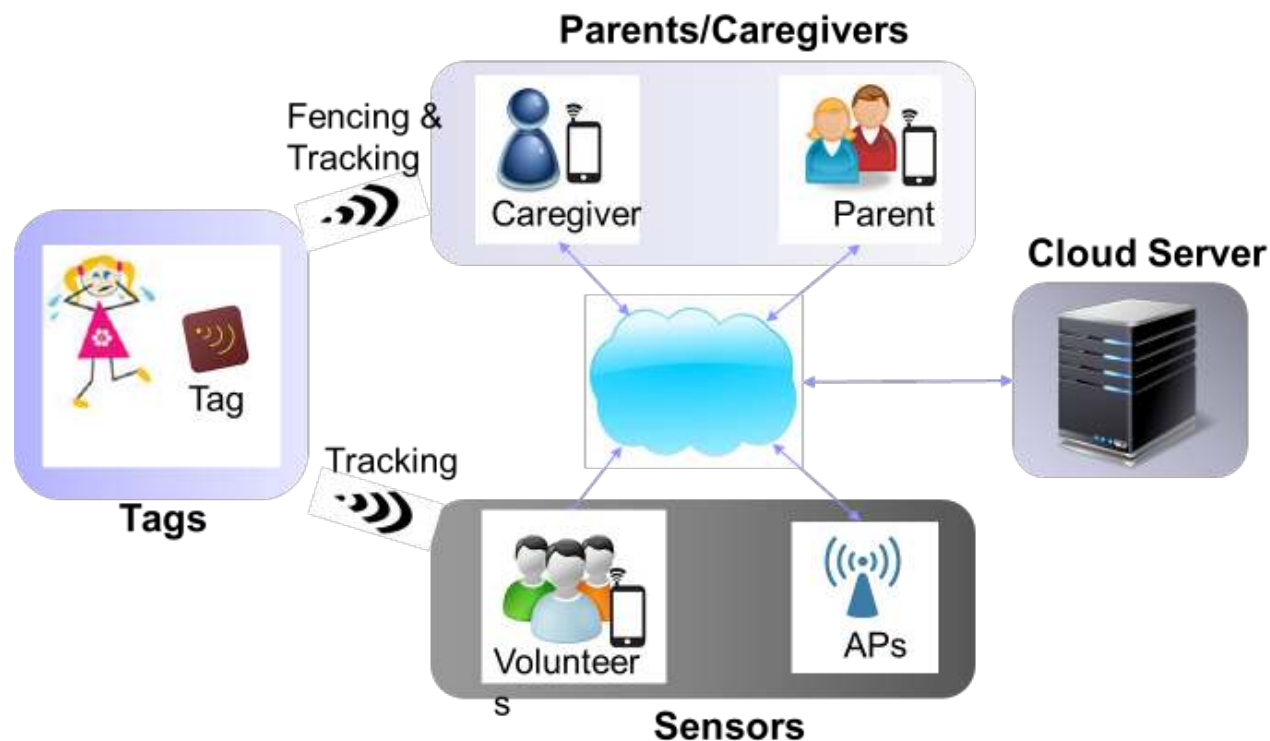 Parents/Caregivers
Fencing &
Tracking
Caregiver
Parent
Cloud Server
Tag
Tracking
Tags
Volunteer
s
APs
Sensors